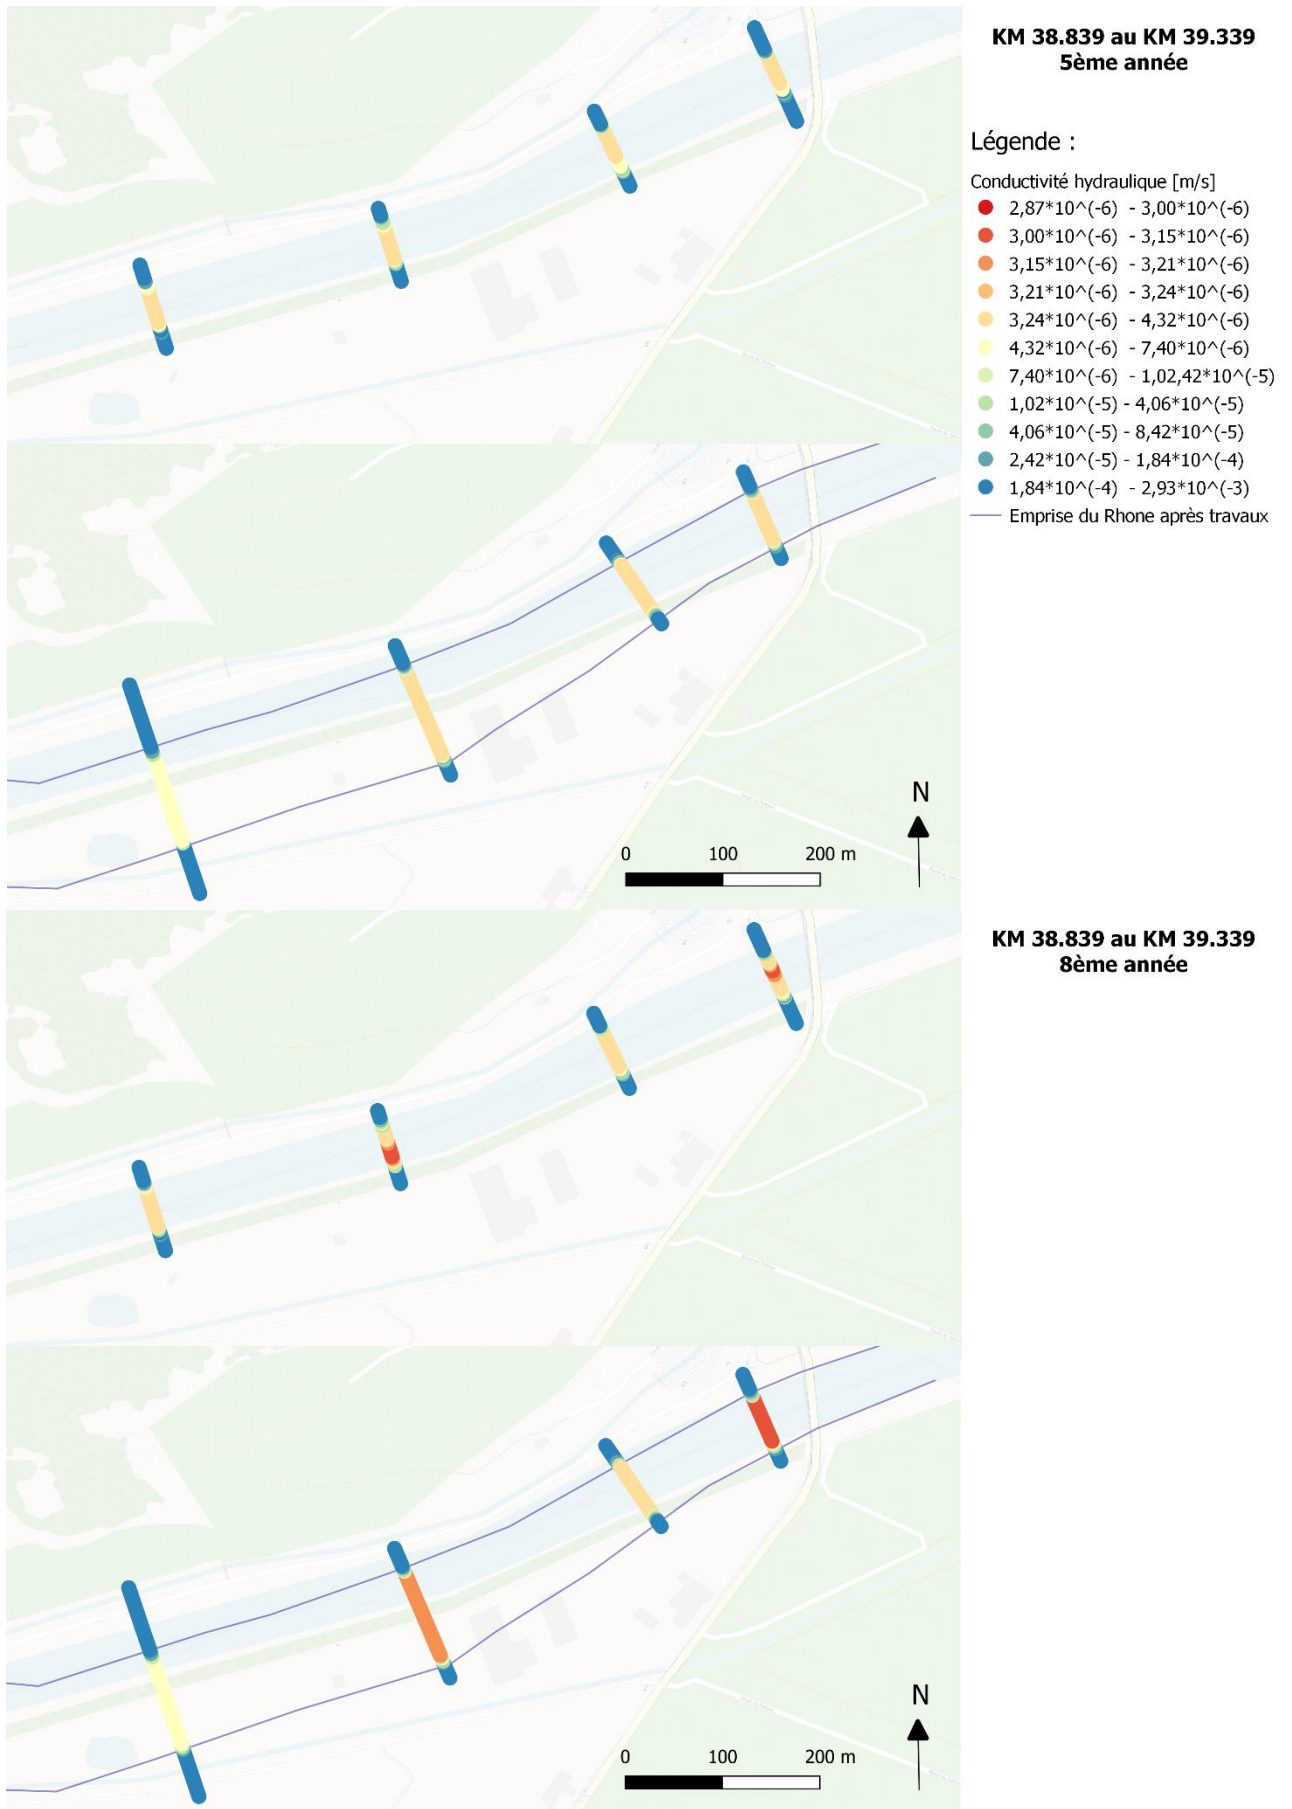 KM 38.839 au KM 39.339
5ème année
Légende :
Conductivité hydraulique [m/s]
2,87*10^(-6) - 3,00*10^(-6)
3,00*10^(-6) - 3,15*10^(-6)
3,15*10^(-6) - 3,21*10^(-6)
3,21*10^(-6) - 3,24*10^(-6)
3,24*10^(-6) - 4,32*10^(-6)
4,32*10^(-6) - 7,40*10^(-6)
7,40*10^(-6) - 1,02,42*10^(-5)
1,02*10^(-5) - 4,06*10^(-5)
4,06*10^(-5) - 8,42*10^(-5)
2,42*10^(-5) - 1,84*10^(-4)
1,84*10^(-4) - 2,93*10^(-3)
Emprise du Rhone après travaux
N
0 100 200 m
KM 38.839 au KM 39.339
8ème année
N
0 100 200 m